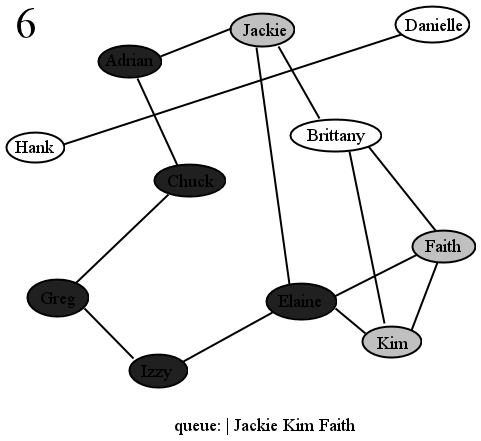 6
Danielle
Jackie
Adrian
Brittany
Hank
Chuck
Faith
Greg
Elaine
Kim
Izzy
queue: | Jackie Kim Faith